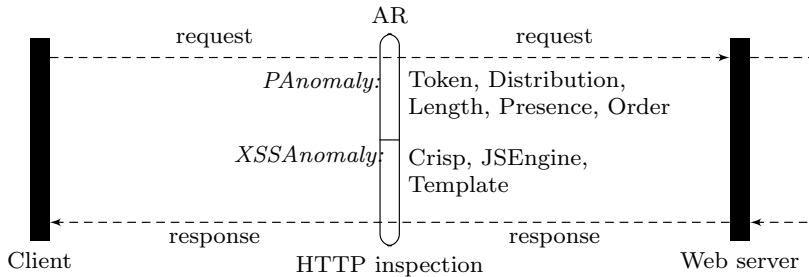 AR
request
request
PAnomaly:
Token, Distribution,
Length, Presence, Order
XSSAnomaly:
Crisp, JSEngine,
Template
response
response
Client
HTTP inspection
Web server